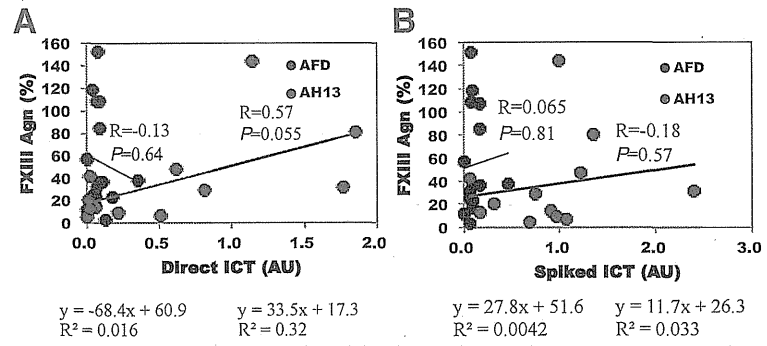 A
160
140
120
100
80
60
40
20
0
FXIII Agn (%)
AFD
AH13
R=-0.13
P=0.64
R=0.57
P=0.055
0.0 0.5 1.0 1.5 2.0
Direct ICT (AU)
y = -68.4x + 60.9
R² = 0.016
y = 33.5x + 17.3
R² = 0.32
B
160
140
120
100
80
60
40
20
0
FXIII Agn (%)
AFD
AH13
R=0.065
P=0.81
R=-0.18
P=0.57
0.0 1.0 2.0 3.0
Spiked ICT (AU)
y = 27.8x + 51.6
R² = 0.0042
y = 11.7x + 26.3
R² = 0.033